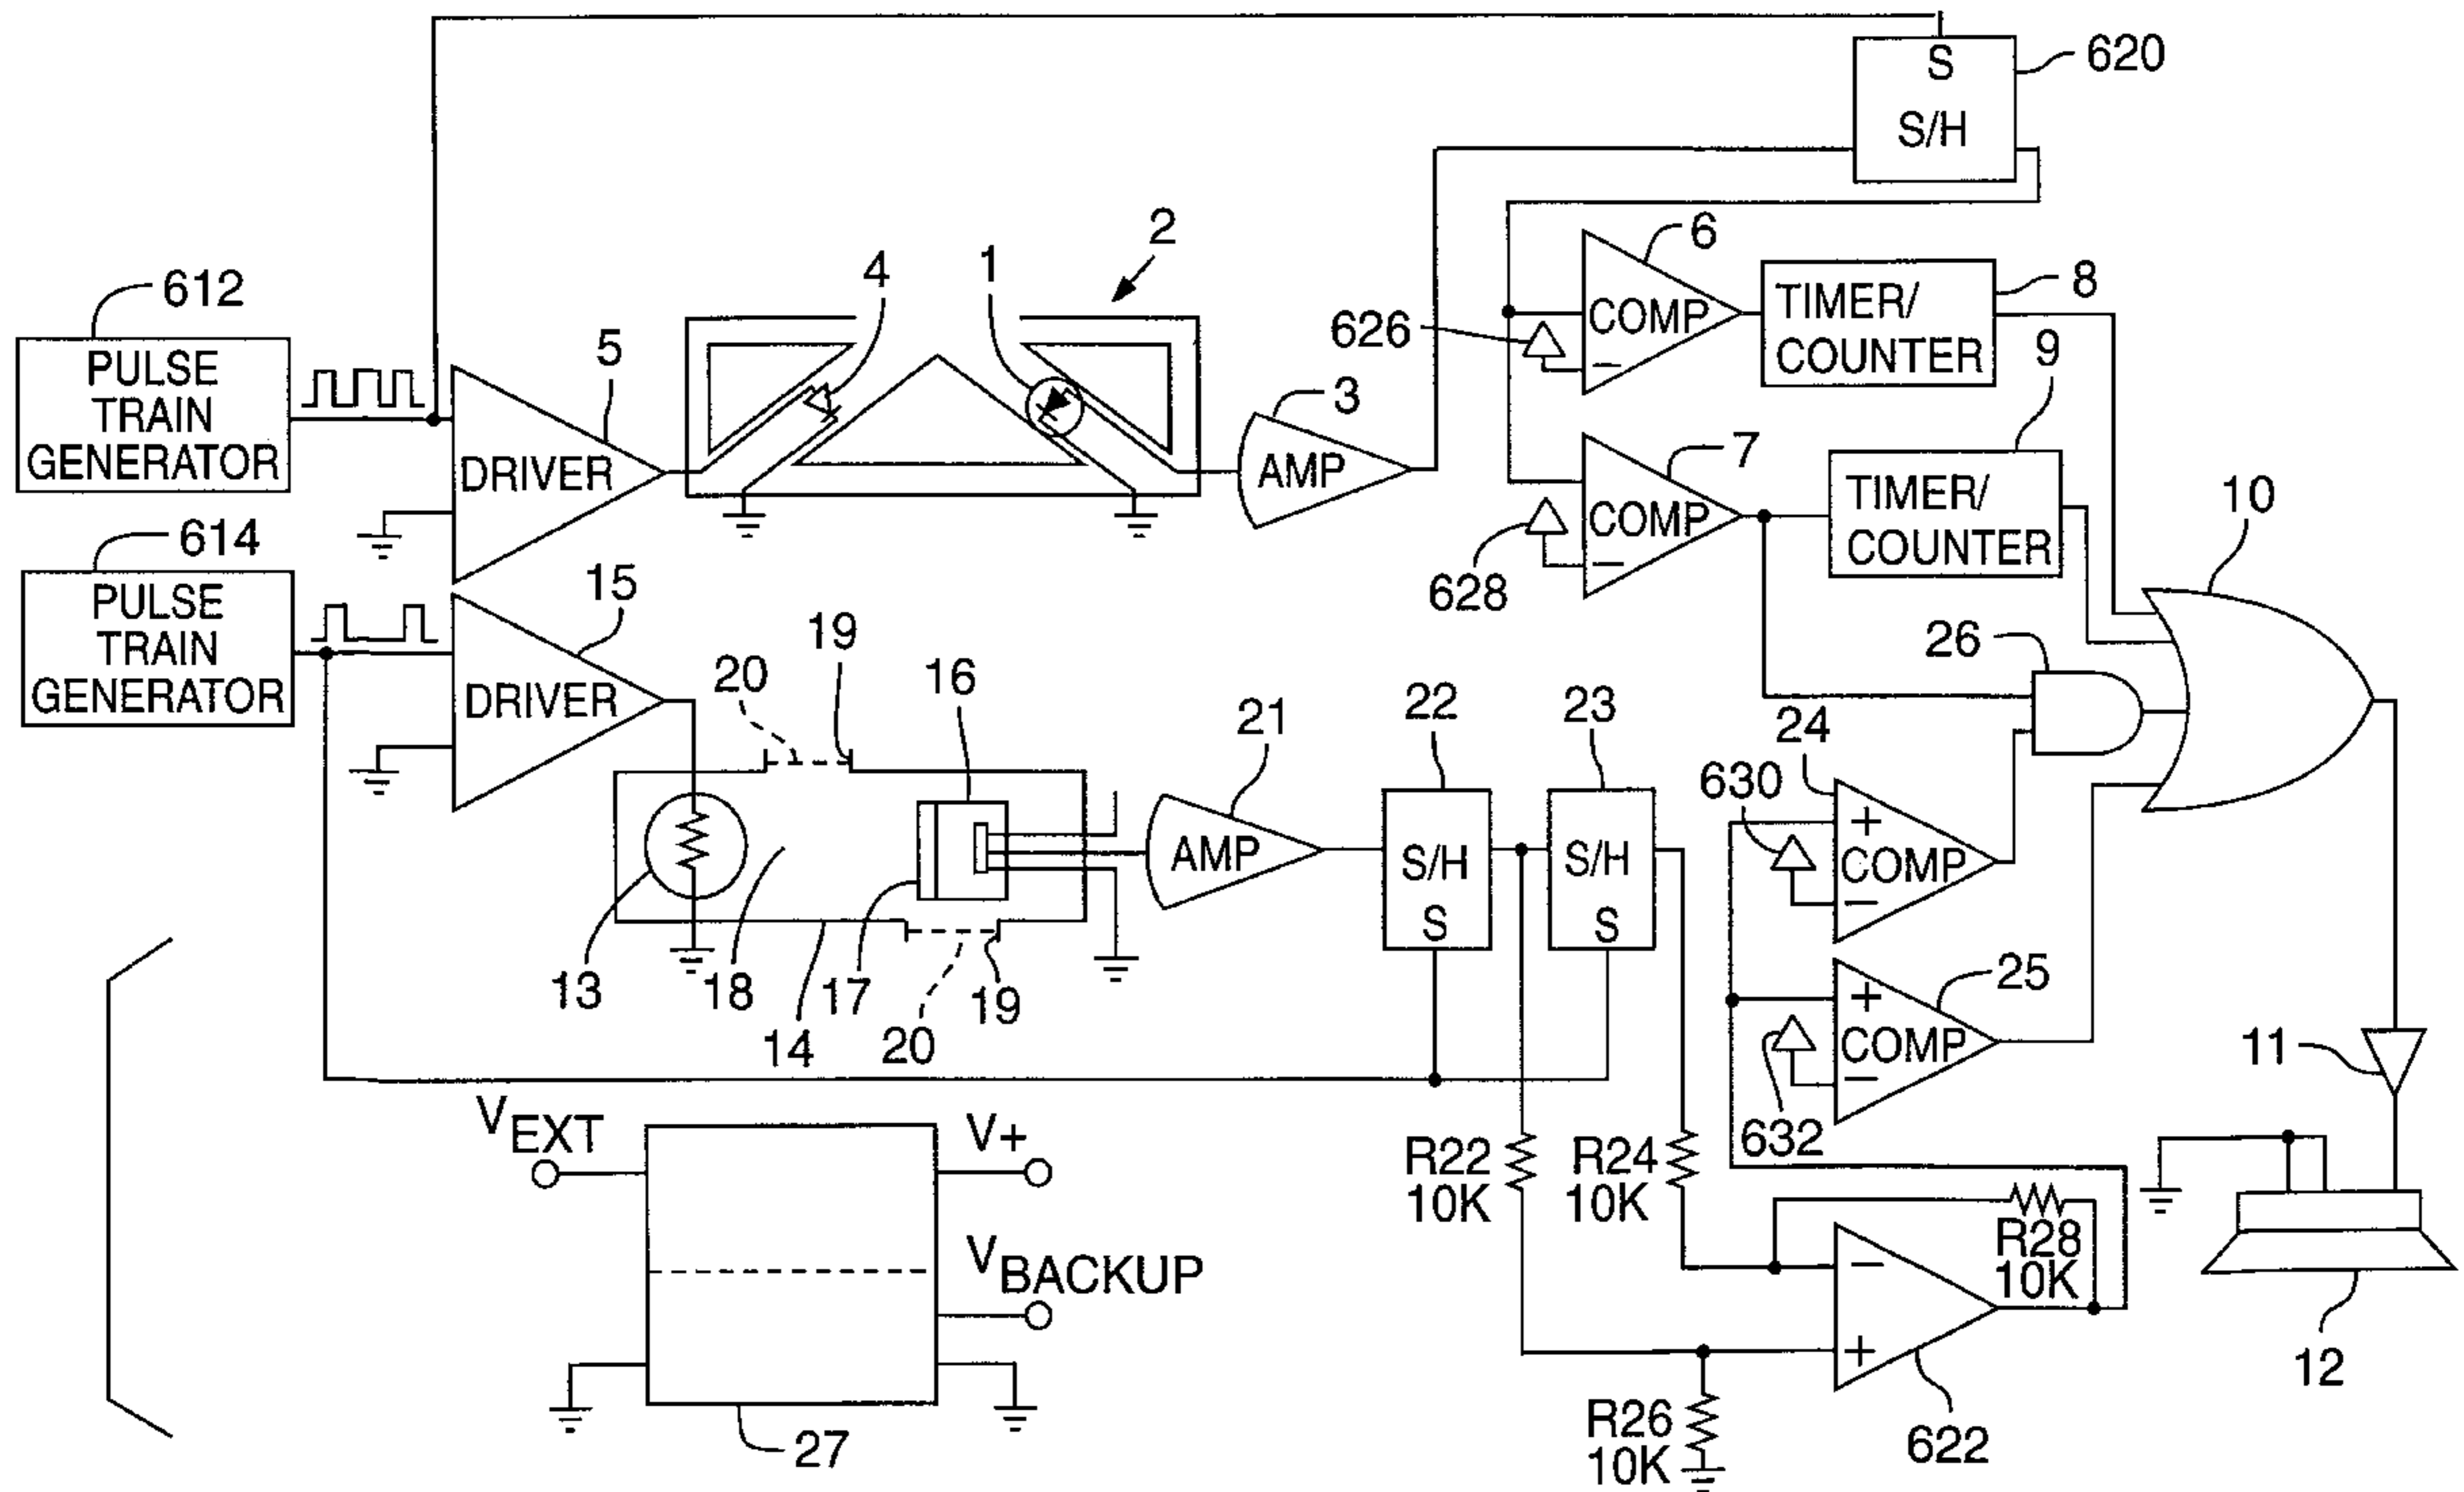 S
620
S/H
2
6
4
1
TIMER/
COUNTER
8
612
626
COMP
9
5
PULSE
TRAIN
GENERATOR
3
7
DRIVER
AMP
COMP
TIMER/
COUNTER
10
614
628
15
PULSE
TRAIN
GENERATOR
19
26
20
16
22
23
24
DRIVER
21
630
+
AMP
S/H
S
S/H
S
COMP
−
25
13
18
17
19
+
14
20
COMP
−
11
632
VEXT
V+
R22
10K
R24
10K
R28
10K
VBACKUP
−
+
12
R26
10K
622
27